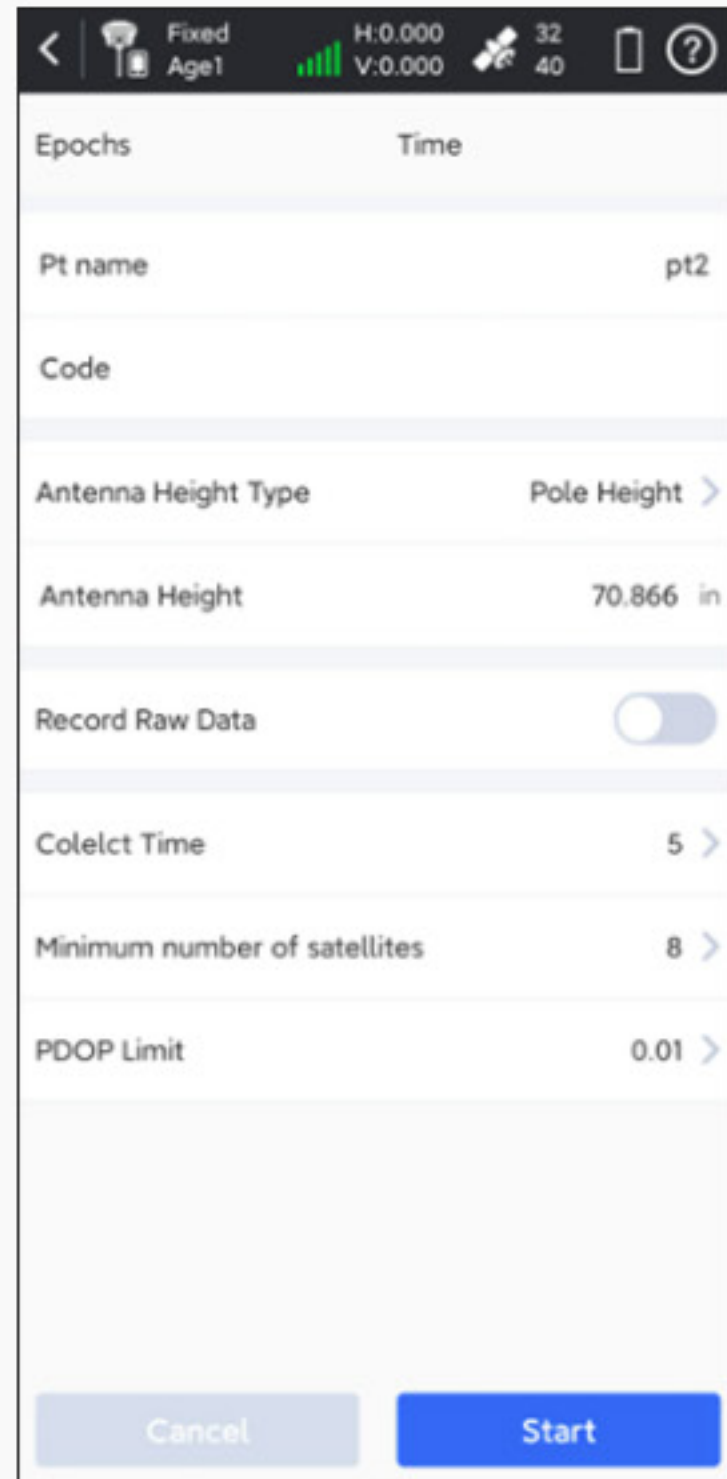 Fixed H:0.000 32
Age1 V:0.000 40 ?
Epochs Time
Pt name pt2
Code
Antenna Height Type Pole Height
Antenna Height 70.866 in
Record Raw Data
Colelct Time 5
Minimum number of satellites 8
PDOP Limit 0.01
Cancel Start